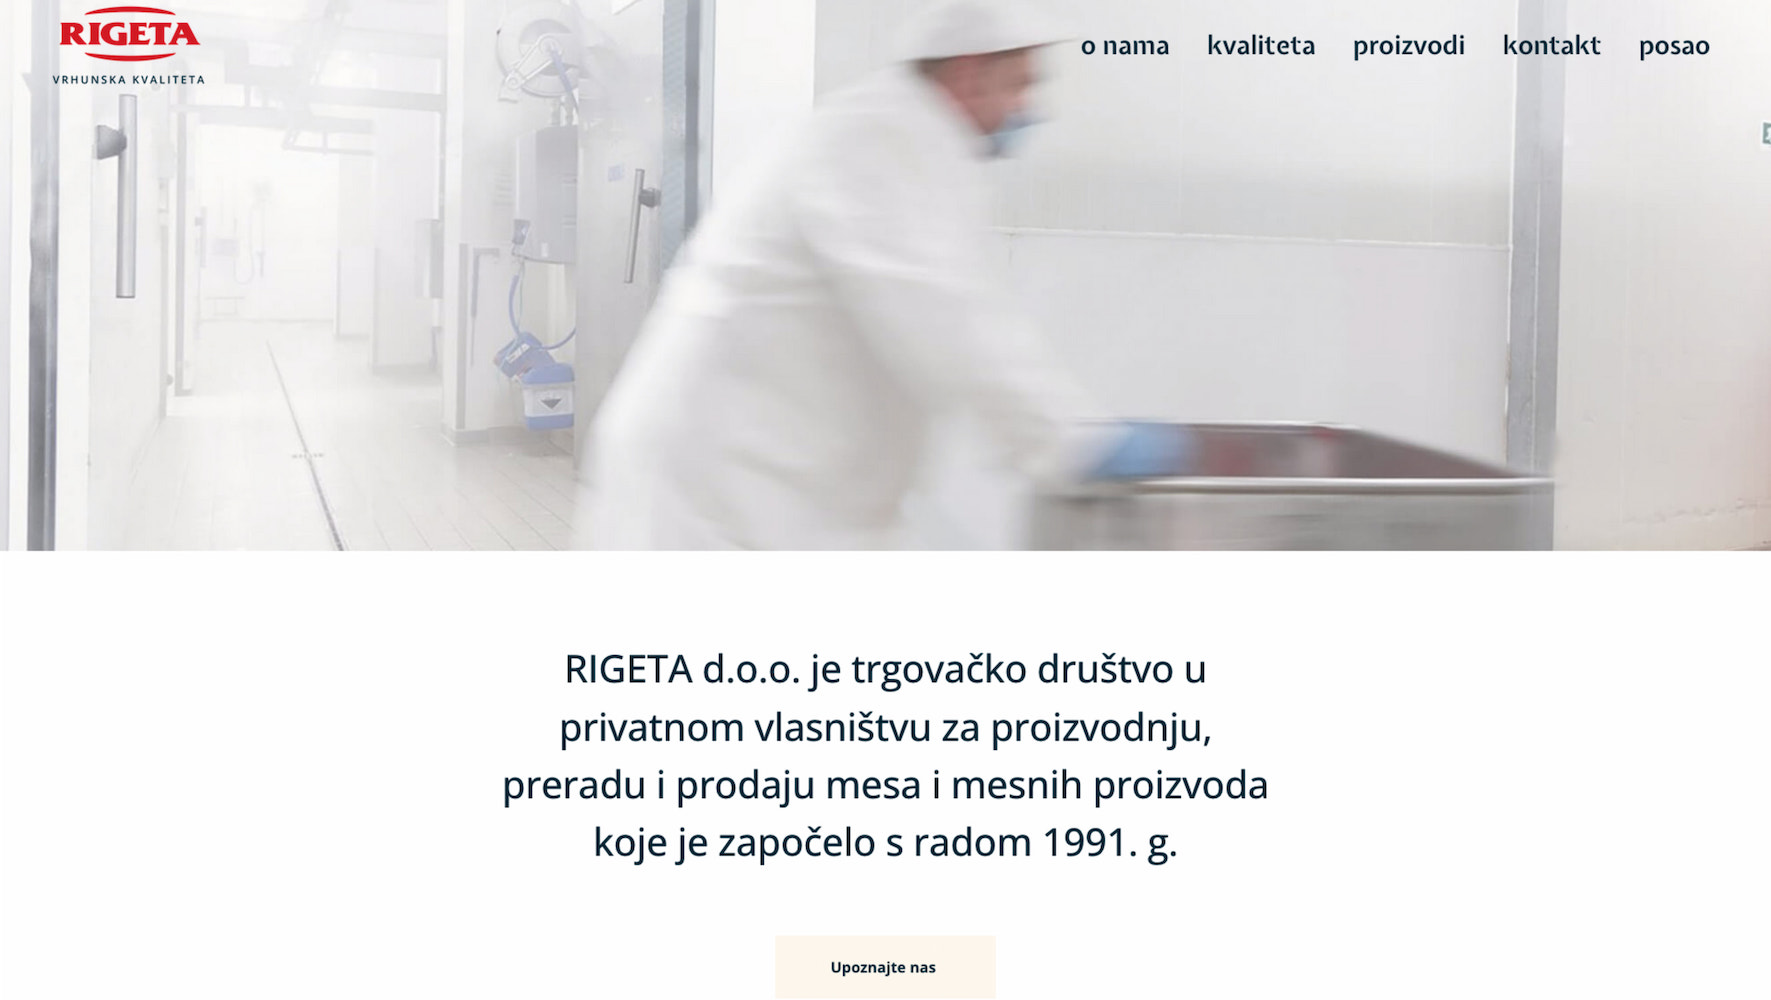 RIGETA
VRHUNSKA KVALITETA
o nama kvaliteta proizvodi kontakt posao
RIGETA d.o.o. je trgovačko društvo u
privatnom vlasništvu za proizvodnju,
preradu i prodaju mesa i mesnih proizvoda
koje je započelo s radom 1991. g.
Upoznajte nas